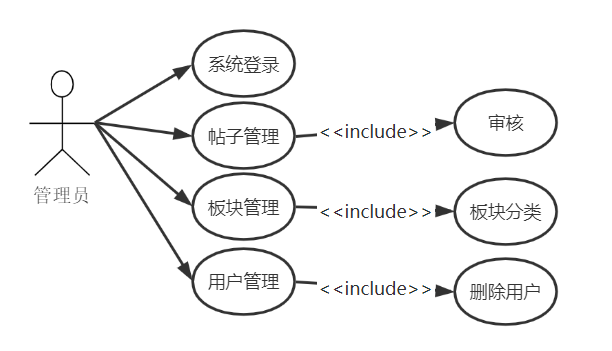 系统登录
帖子管理
<<include>>
审核
管理员
板块管理
<<include>>
板块分类
用户管理
<<include>>
删除用户